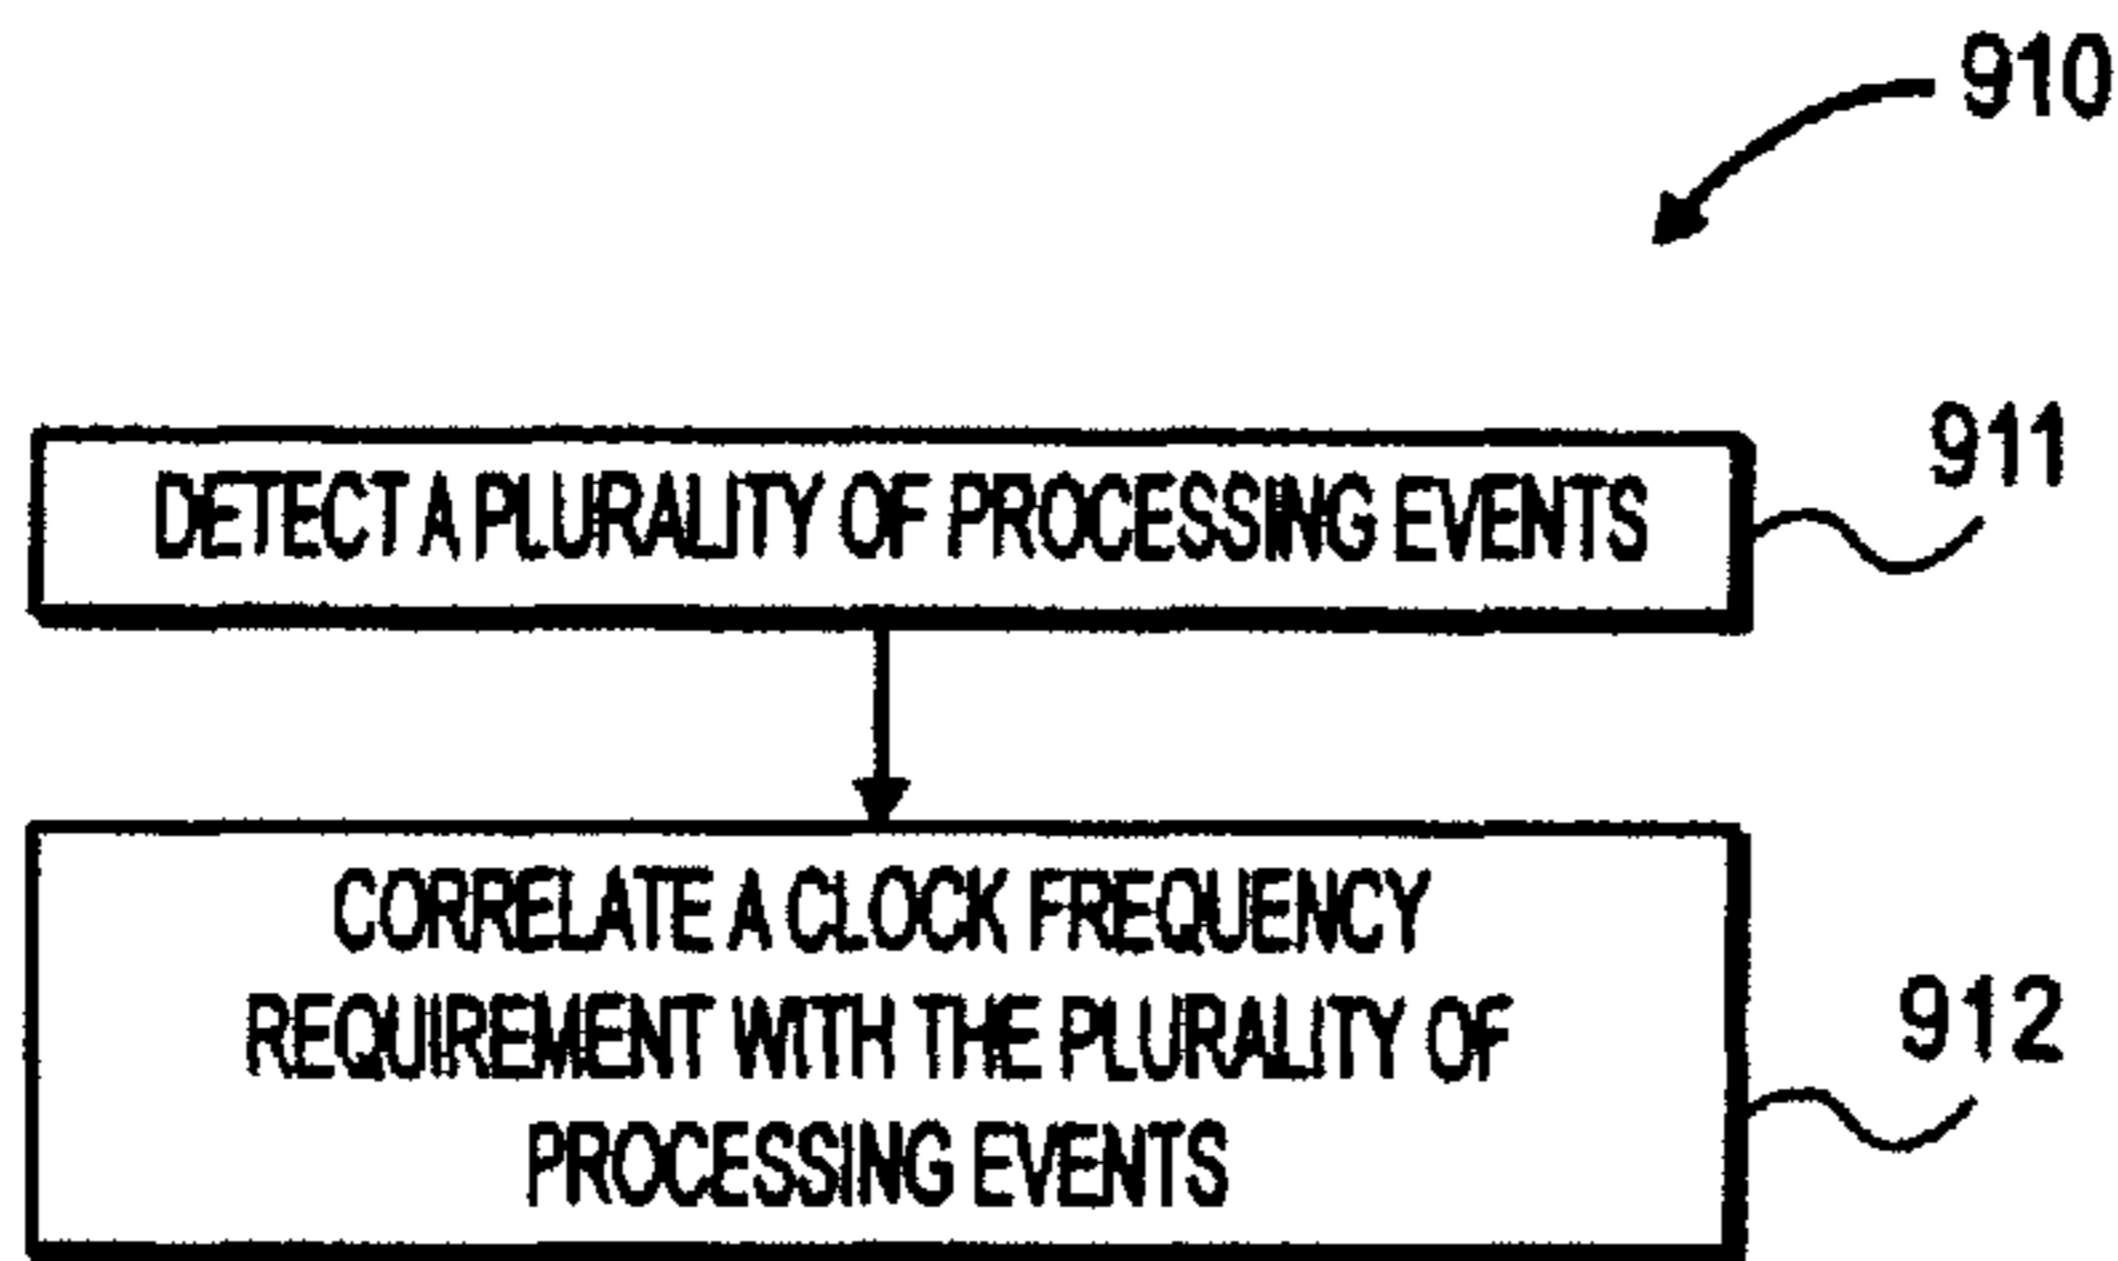 910
911
DETECT A PLURALITY OF PROCESSING EVENTS
CORRELATE A CLOCK FREQUENCY
REQUIREMENT WITH THE PLURALITY OF
PROCESSING EVENTS
912